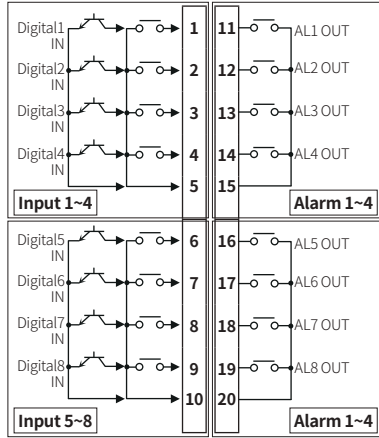 Digital1
IN
1
11
AL1 OUT
Digital2
IN
2
12
AL2 OUT
Digital3
IN
3
13
AL3 OUT
Digital4
IN
4
14
AL4 OUT
5
15
Input 1~4
Alarm 1~4
Digital5
IN
6
16
AL5 OUT
Digital6
IN
7
17
AL6 OUT
Digital7
IN
8
18
AL7 OUT
Digital8
IN
9
19
AL8 OUT
10
20
Input 5~8
Alarm 1~4